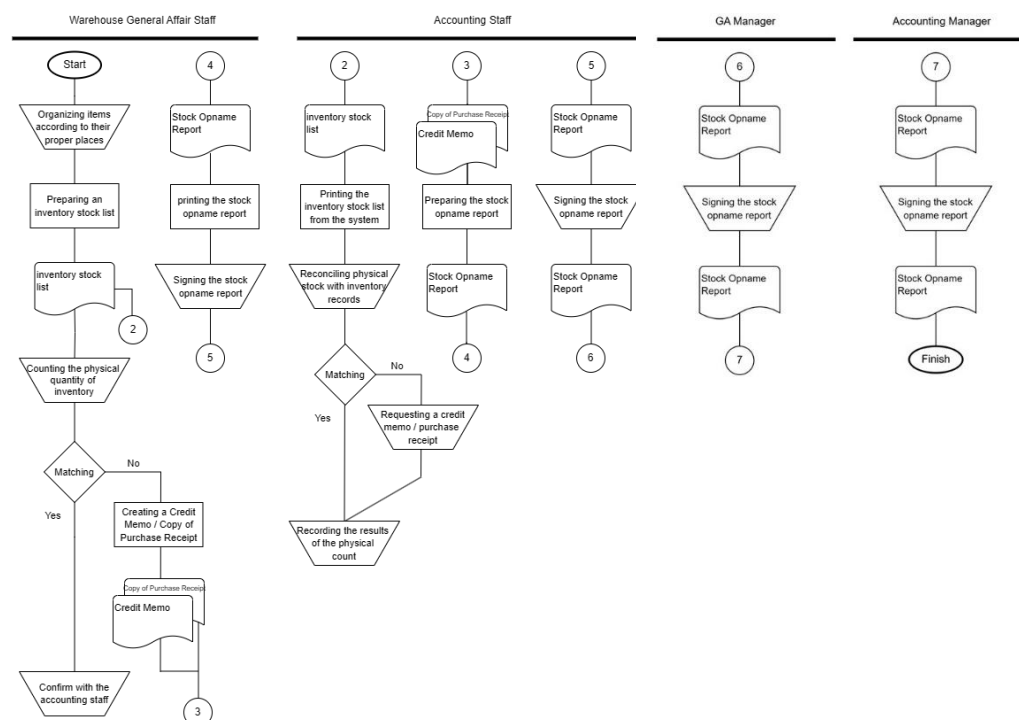 Warehouse General Affair Staff
Start
Organizing items
according to their
proper places
Preparing an
inventory stock list
inventory stock
list
2
Counting the physical
quantity of
inventory
Matching
No
Yes
Creating a Credit
Memo / Copy of
Purchase Receipt
Copy of Purchase Receipt
Credit Memo
Confirm with the
accounting staff
3
4
Stock Opname
Report
printing the stock
opname report
Signing the stock
opname report
5
Accounting Staff
2
inventory stock
list
Printing the
inventory stock list
from the system
Reconciling physical
stock with inventory
records
Matching
No
Yes
Requesting a credit
memo / purchase
receipt
Recording the results
of the physical
count
3
Copy of Purchase Receipt
Credit Memo
Preparing the stock
opname report
Stock Opname
Report
4
5
Stock Opname
Report
Signing the stock
opname report
Stock Opname
Report
6
GA Manager
6
Stock Opname
Report
Signing the stock
opname report
Stock Opname
Report
7
Accounting Manager
7
Stock Opname
Report
Signing the stock
opname report
Stock Opname
Report
Finish